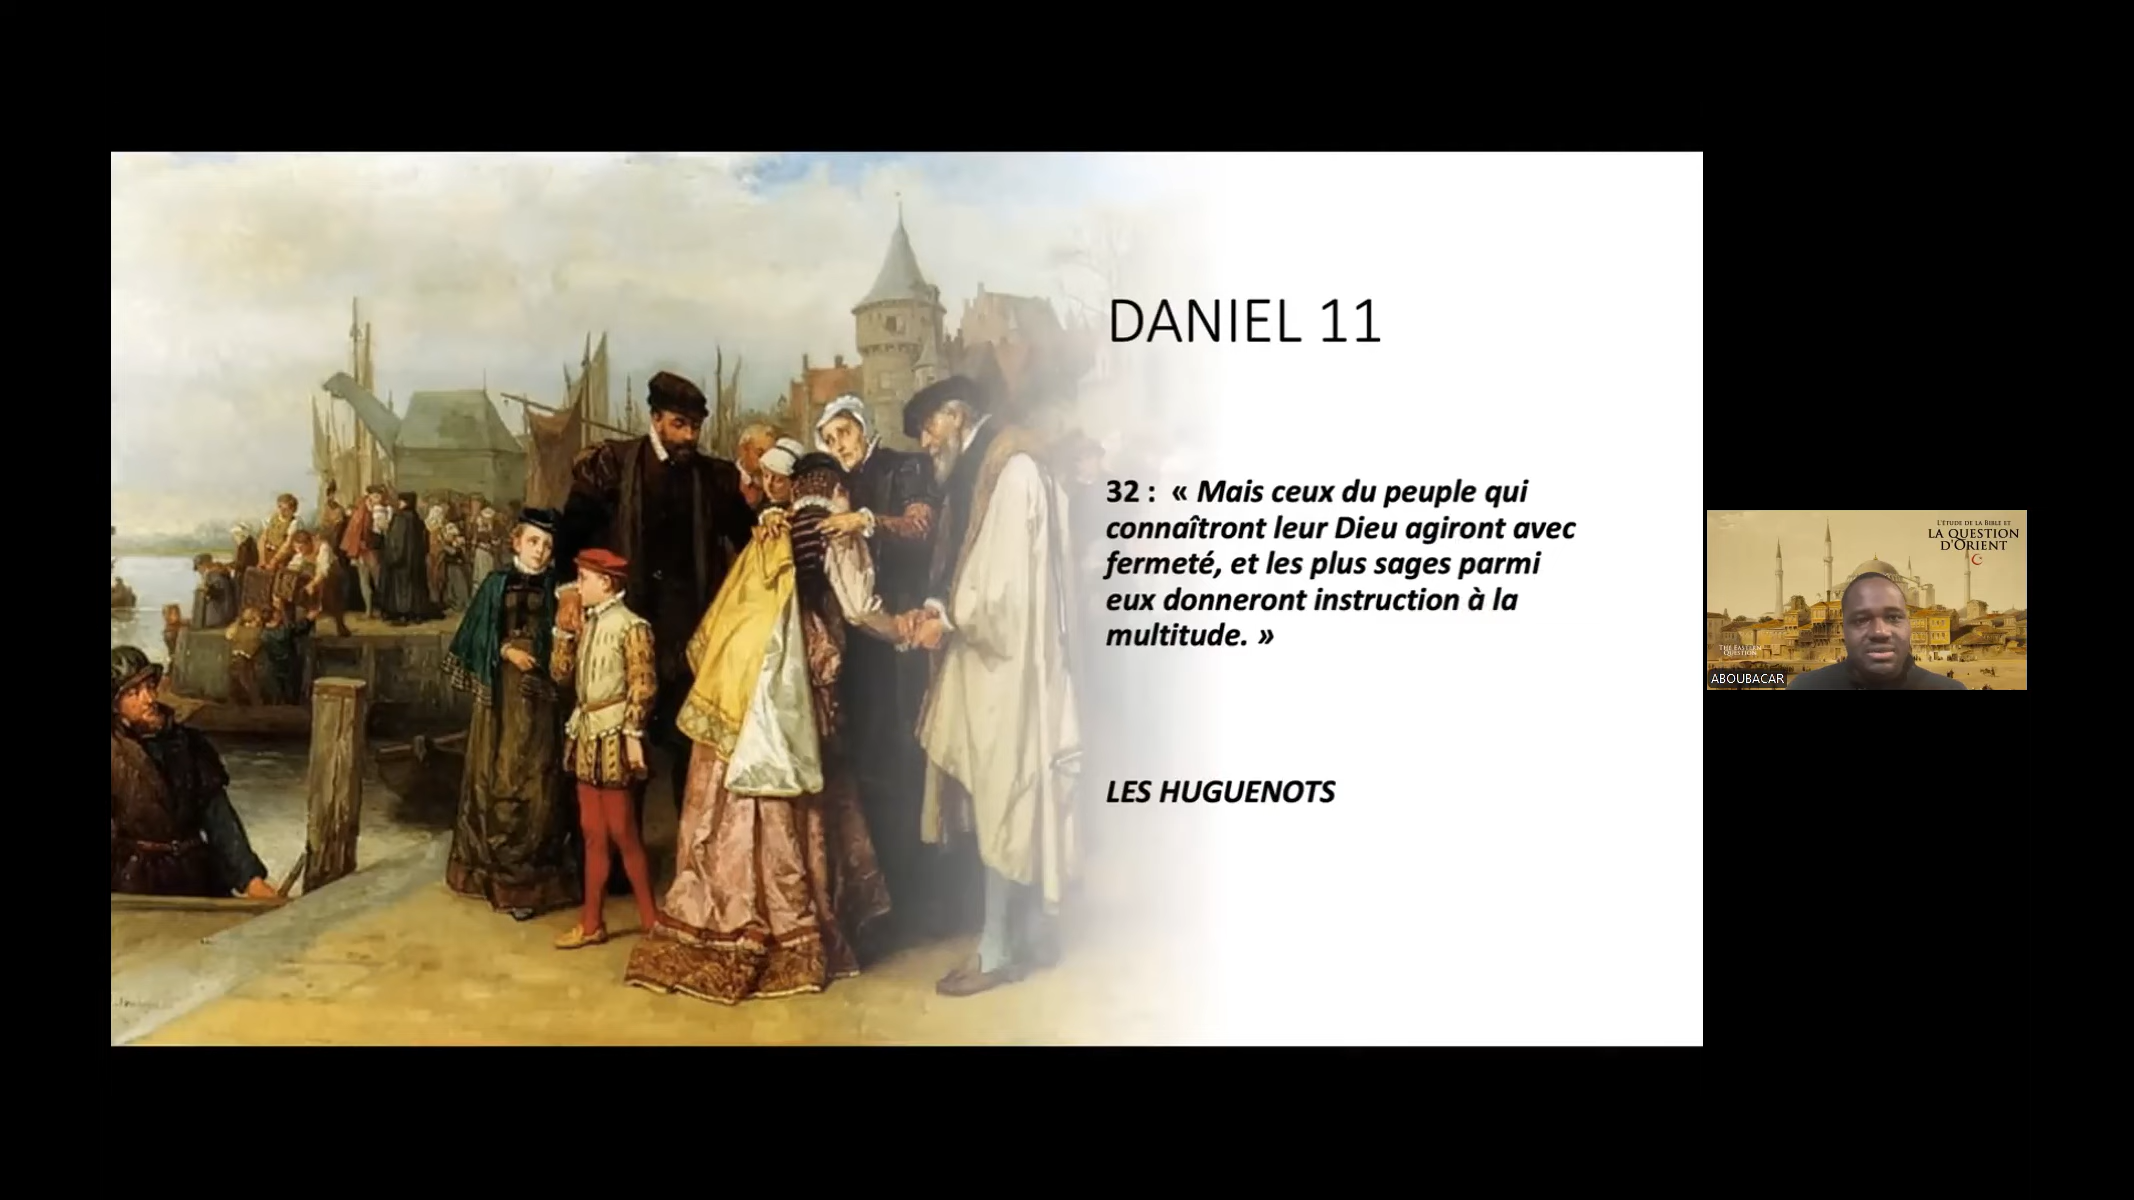 DANIEL 11
32 : « Mais ceux du peuple qui
connaîtront leur Dieu agiront avec
fermeté, et les plus sages parmi
eux donneront instruction à la
multitude. »
LES HUGUENOTS
L'ÉTUDE DE LA BIBLE ET
LA QUESTION
D'ORIENT
THE EASTERN
QUESTION
ABOUBACAR